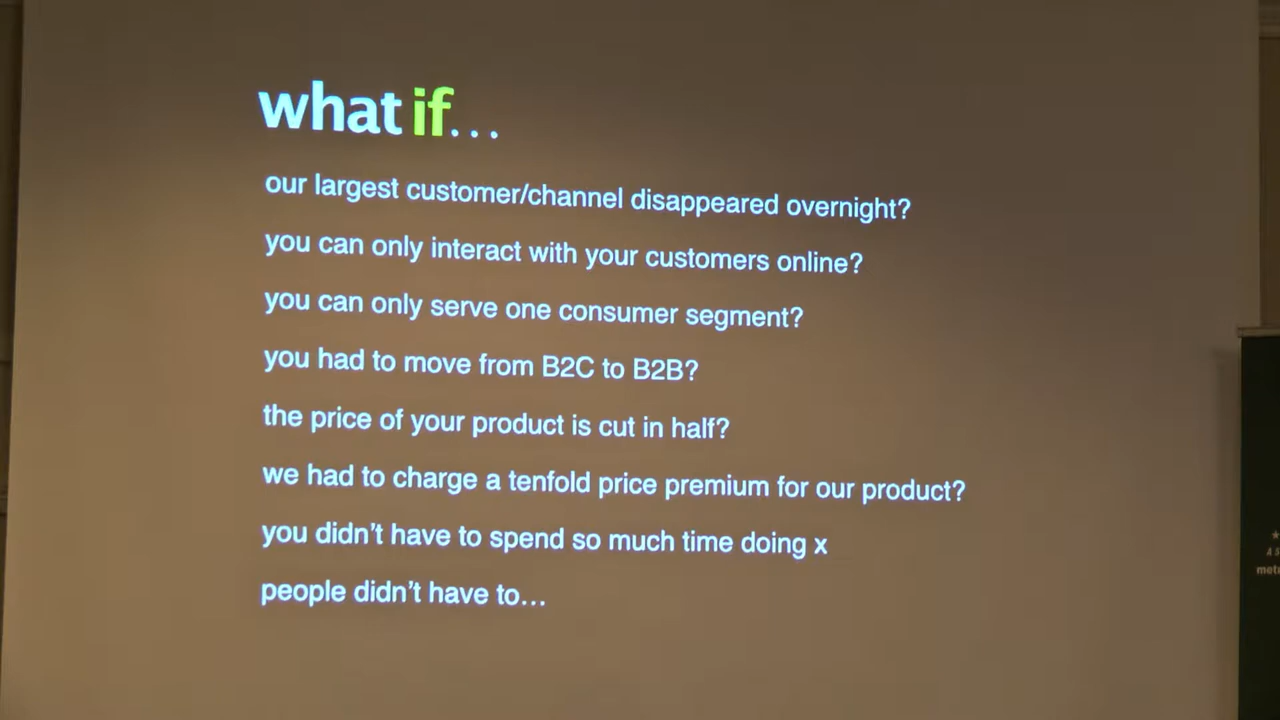 what if...
our largest customer/channel disappeared overnight?
you can only interact with your customers online?
you can only serve one consumer segment?
you had to move from B2C to B2B?
the price of your product is cut in half?
we had to charge a tenfold price premium for our product?
you didn't have to spend so much time doing x
people didn't have to...